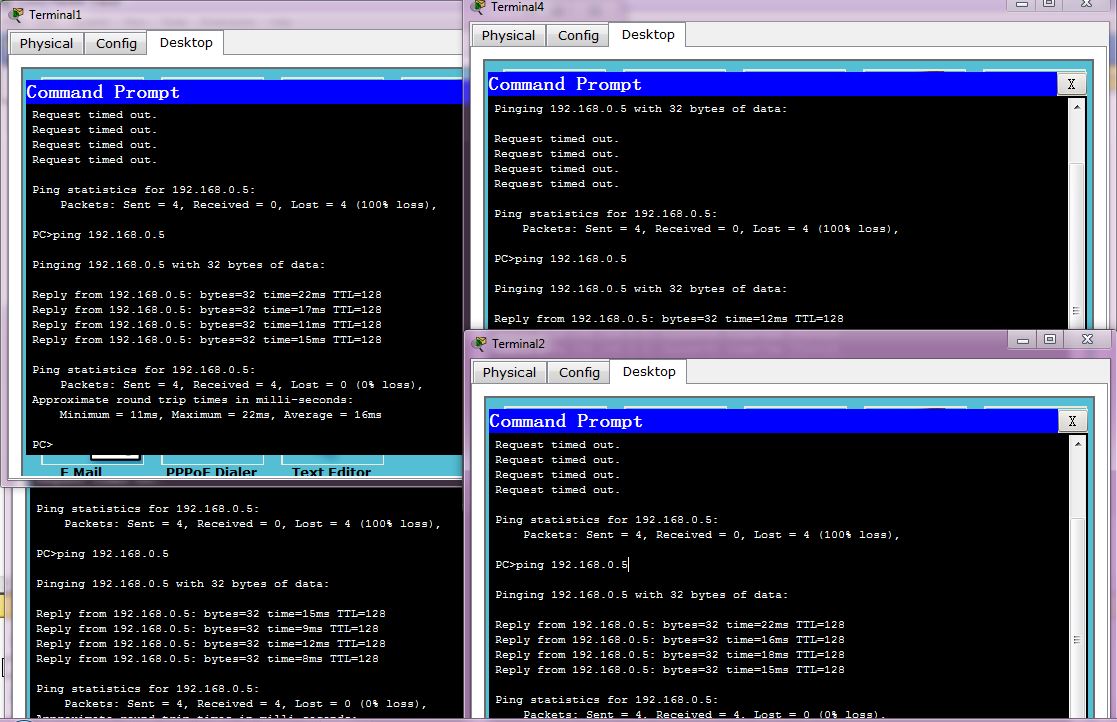 Terminal1
Physical Config Desktop
Command Prompt
Request timed out.
Request timed out.
Request timed out.
Request timed out.
Ping statistics for 192.168.0.5:
Packets: Sent = 4, Received = 0, Lost = 4 (100% loss),
PC>ping 192.168.0.5
Pinging 192.168.0.5 with 32 bytes of data:
Reply from 192.168.0.5: bytes=32 time=22ms TTL=128
Reply from 192.168.0.5: bytes=32 time=17ms TTL=128
Reply from 192.168.0.5: bytes=32 time=11ms TTL=128
Reply from 192.168.0.5: bytes=32 time=15ms TTL=128
Ping statistics for 192.168.0.5:
Packets: Sent = 4, Received = 4, Lost = 0 (0% loss),
Approximate round trip times in milli-seconds:
Minimum = 11ms, Maximum = 22ms, Average = 16ms
PC>
E Mail PPPoE Dialer Text Editor
Ping statistics for 192.168.0.5:
Packets: Sent = 4, Received = 0, Lost = 4 (100% loss),
PC>ping 192.168.0.5
Pinging 192.168.0.5 with 32 bytes of data:
Reply from 192.168.0.5: bytes=32 time=15ms TTL=128
Reply from 192.168.0.5: bytes=32 time=9ms TTL=128
Reply from 192.168.0.5: bytes=32 time=12ms TTL=128
Reply from 192.168.0.5: bytes=32 time=8ms TTL=128
Ping statistics for 192.168.0.5:
Packets: Sent = 4, Received = 4, Lost = 0 (0% loss),
Approximate round trip times in milli-seconds:
Terminal4
Physical Config Desktop
Command Prompt X
Pinging 192.168.0.5 with 32 bytes of data:
Request timed out.
Request timed out.
Request timed out.
Request timed out.
Ping statistics for 192.168.0.5:
Packets: Sent = 4, Received = 0, Lost = 4 (100% loss),
PC>ping 192.168.0.5
Pinging 192.168.0.5 with 32 bytes of data:
Reply from 192.168.0.5: bytes=32 time=12ms TTL=128
Terminal2
Physical Config Desktop
Command Prompt X
Request timed out.
Request timed out.
Request timed out.
Request timed out.
Ping statistics for 192.168.0.5:
Packets: Sent = 4, Received = 0, Lost = 4 (100% loss),
PC>ping 192.168.0.5
Pinging 192.168.0.5 with 32 bytes of data:
Reply from 192.168.0.5: bytes=32 time=22ms TTL=128
Reply from 192.168.0.5: bytes=32 time=16ms TTL=128
Reply from 192.168.0.5: bytes=32 time=18ms TTL=128
Reply from 192.168.0.5: bytes=32 time=15ms TTL=128
Ping statistics for 192.168.0.5:
Packets: Sent = 4, Received = 4, Lost = 0 (0% loss),